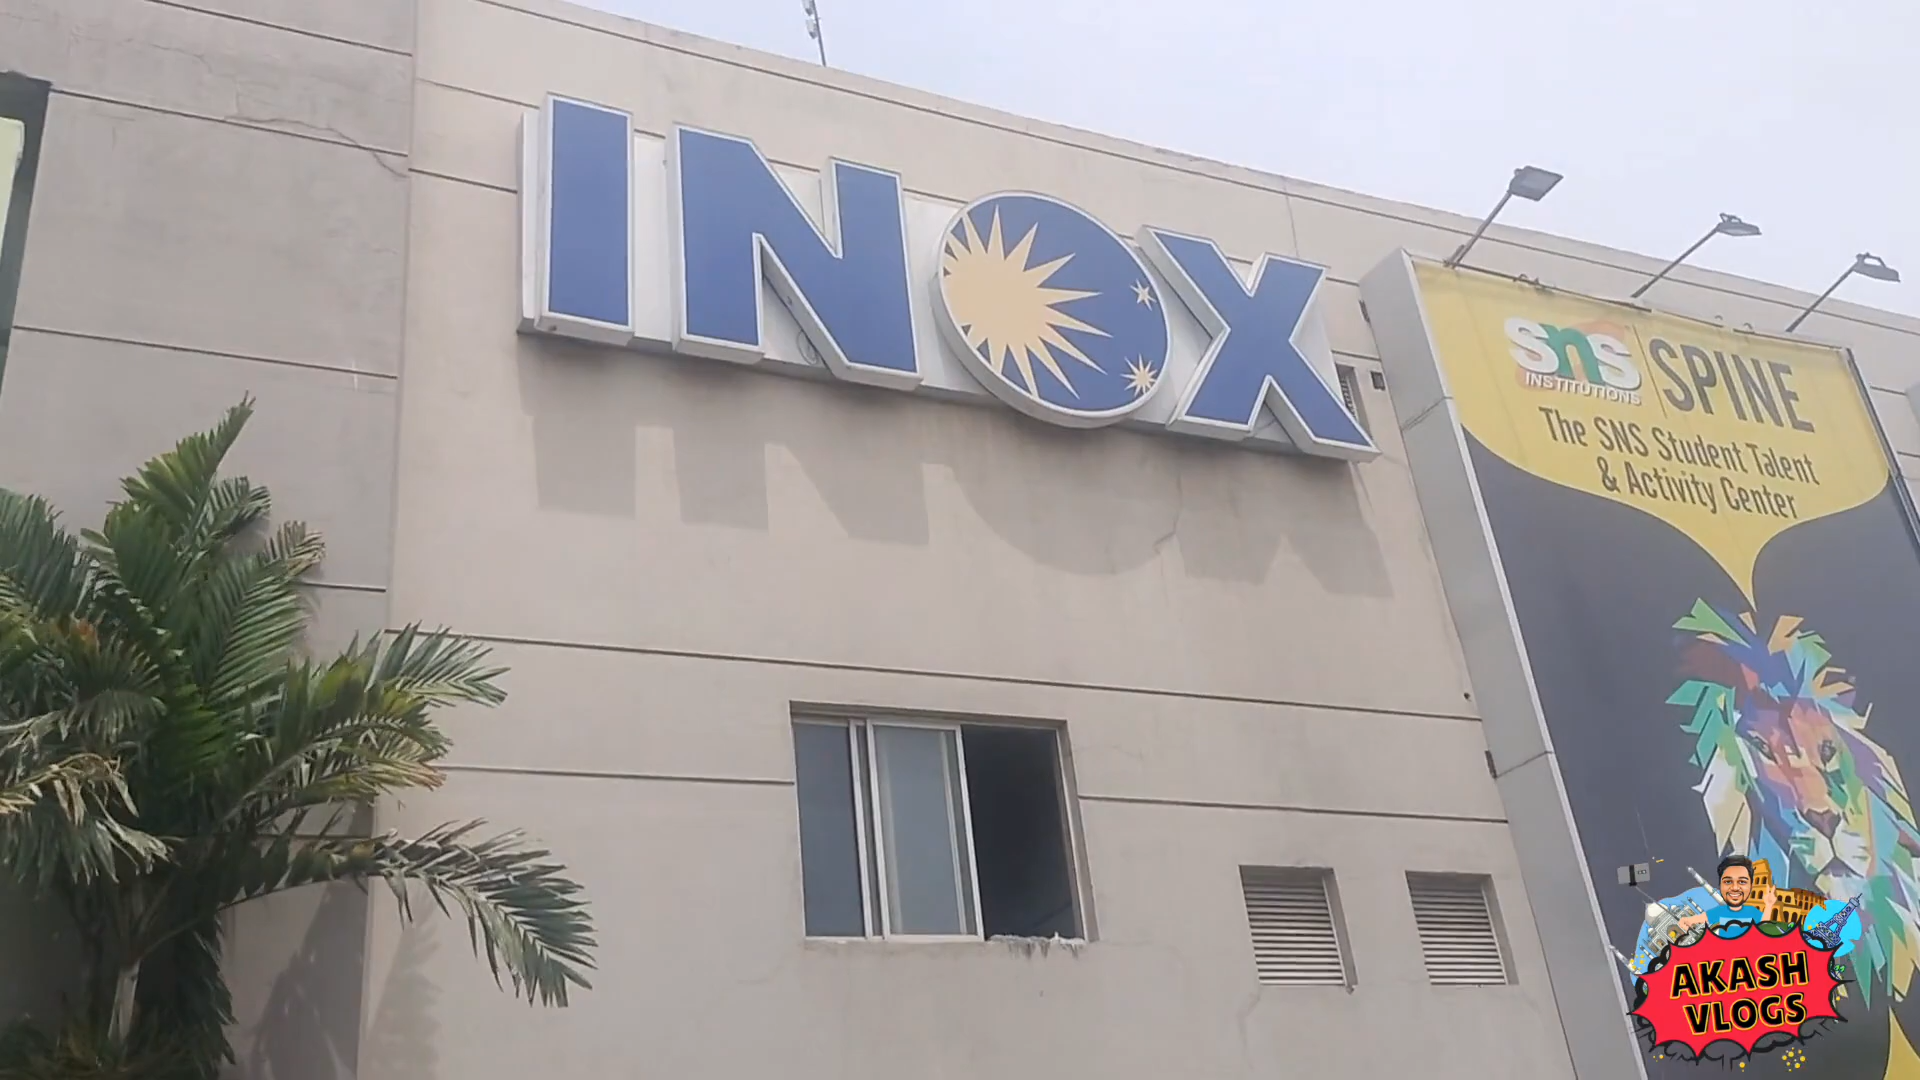 INOX
sns
INSTITUTIONS
SPINE
The SNS Student Talent
& Activity Center
AKASH
VLOGS